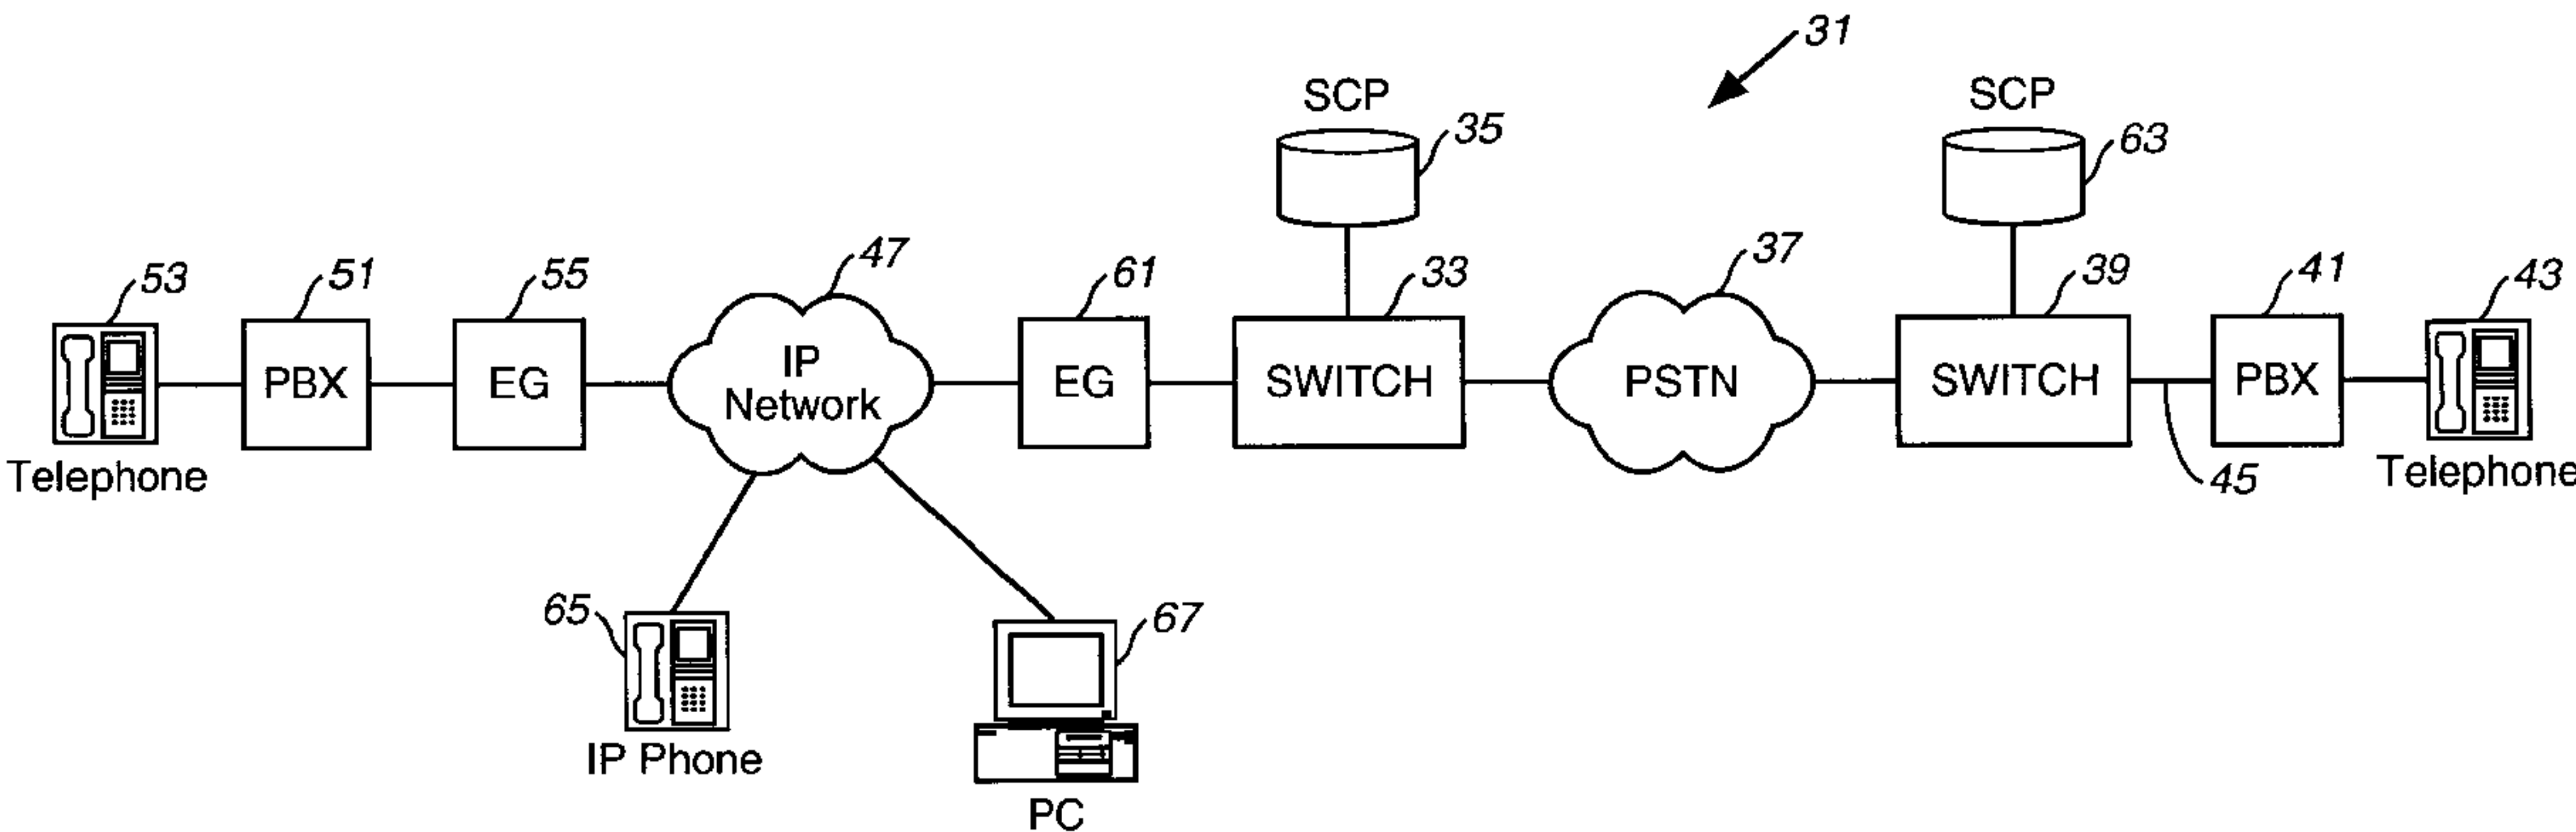 31
SCP
SCP
35
63
53
51
55
47
61
33
37
39
41
43
PBX
EG
IP
Network
EG
SWITCH
PSTN
SWITCH
PBX
Telephone
45
Telephone
65
67
IP Phone
PC